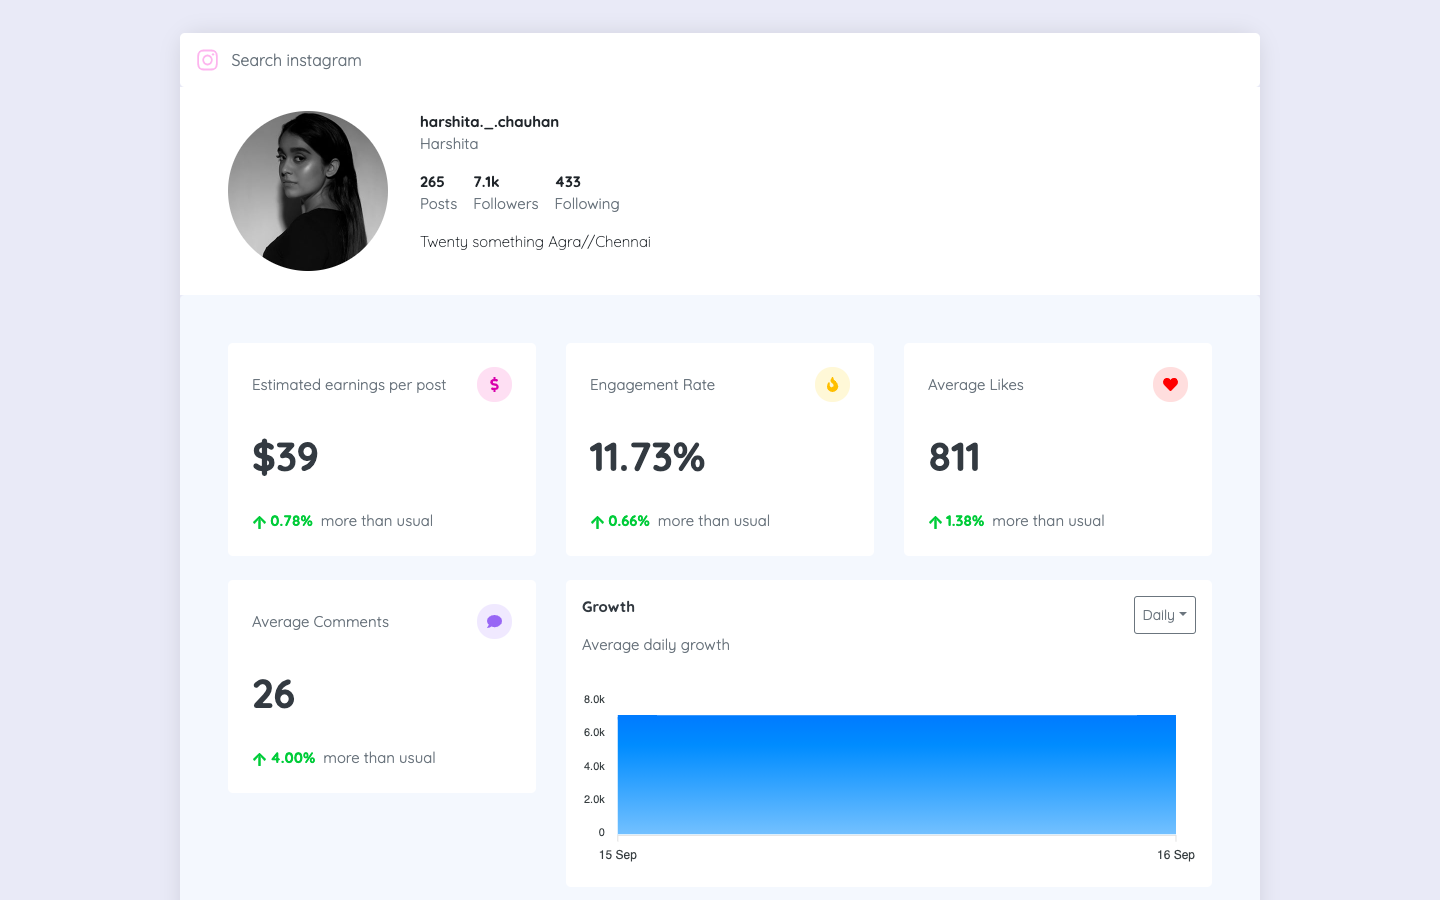 Search instagram
harshita._.chauhan
Harshita
265 7.1k 433
Posts Followers Following
Twenty something Agra//Chennai
Estimated earnings per post
$
$39
0.78% more than usual
Engagement Rate
11.73%
0.66% more than usual
Average Likes
811
1.38% more than usual
Average Comments
26
4.00% more than usual
Growth
Daily
Average daily growth
8.0k
6.0k
4.0k
2.0k
0
15 Sep 16 Sep